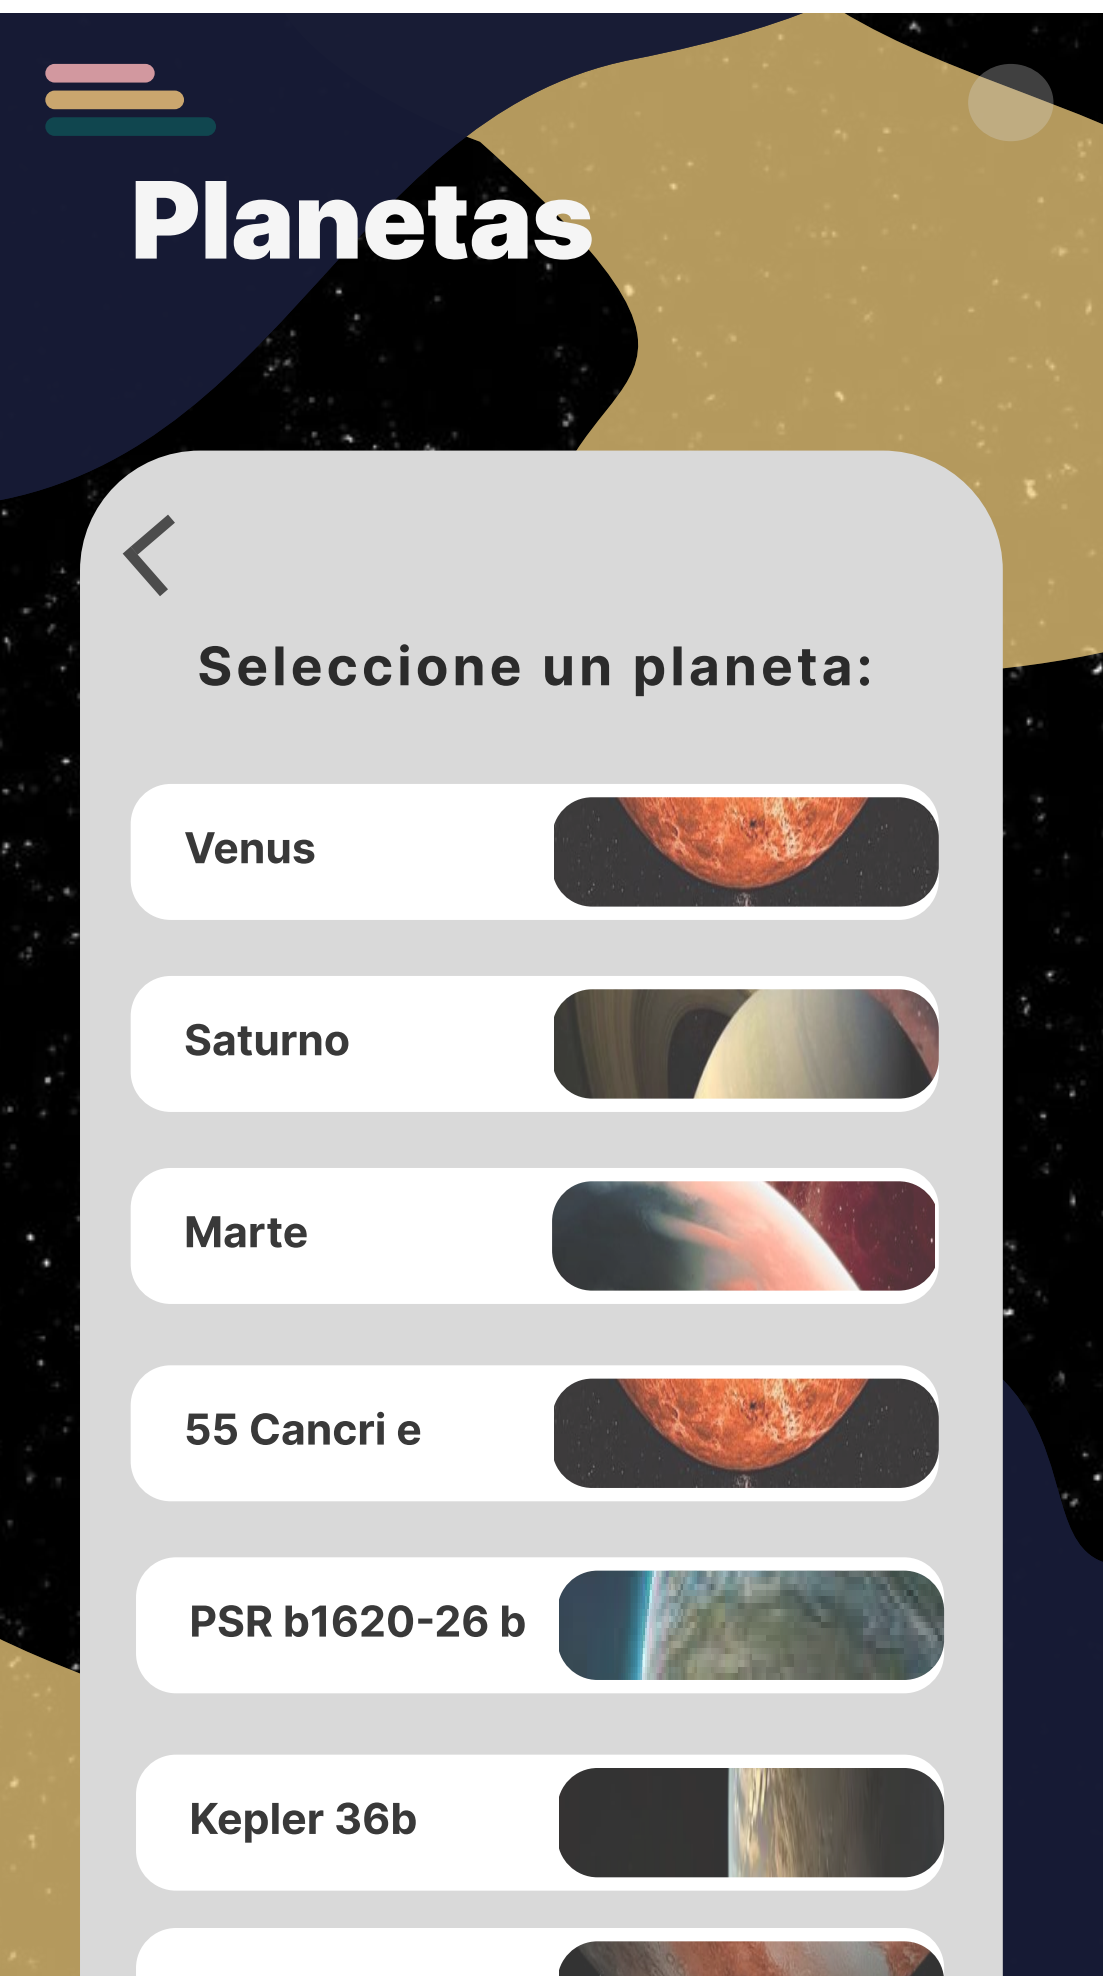 Planetas
Seleccione un planeta:
Venus
Saturno
Marte
55 Cancri e
PSR b1620-26 b
Kepler 36b